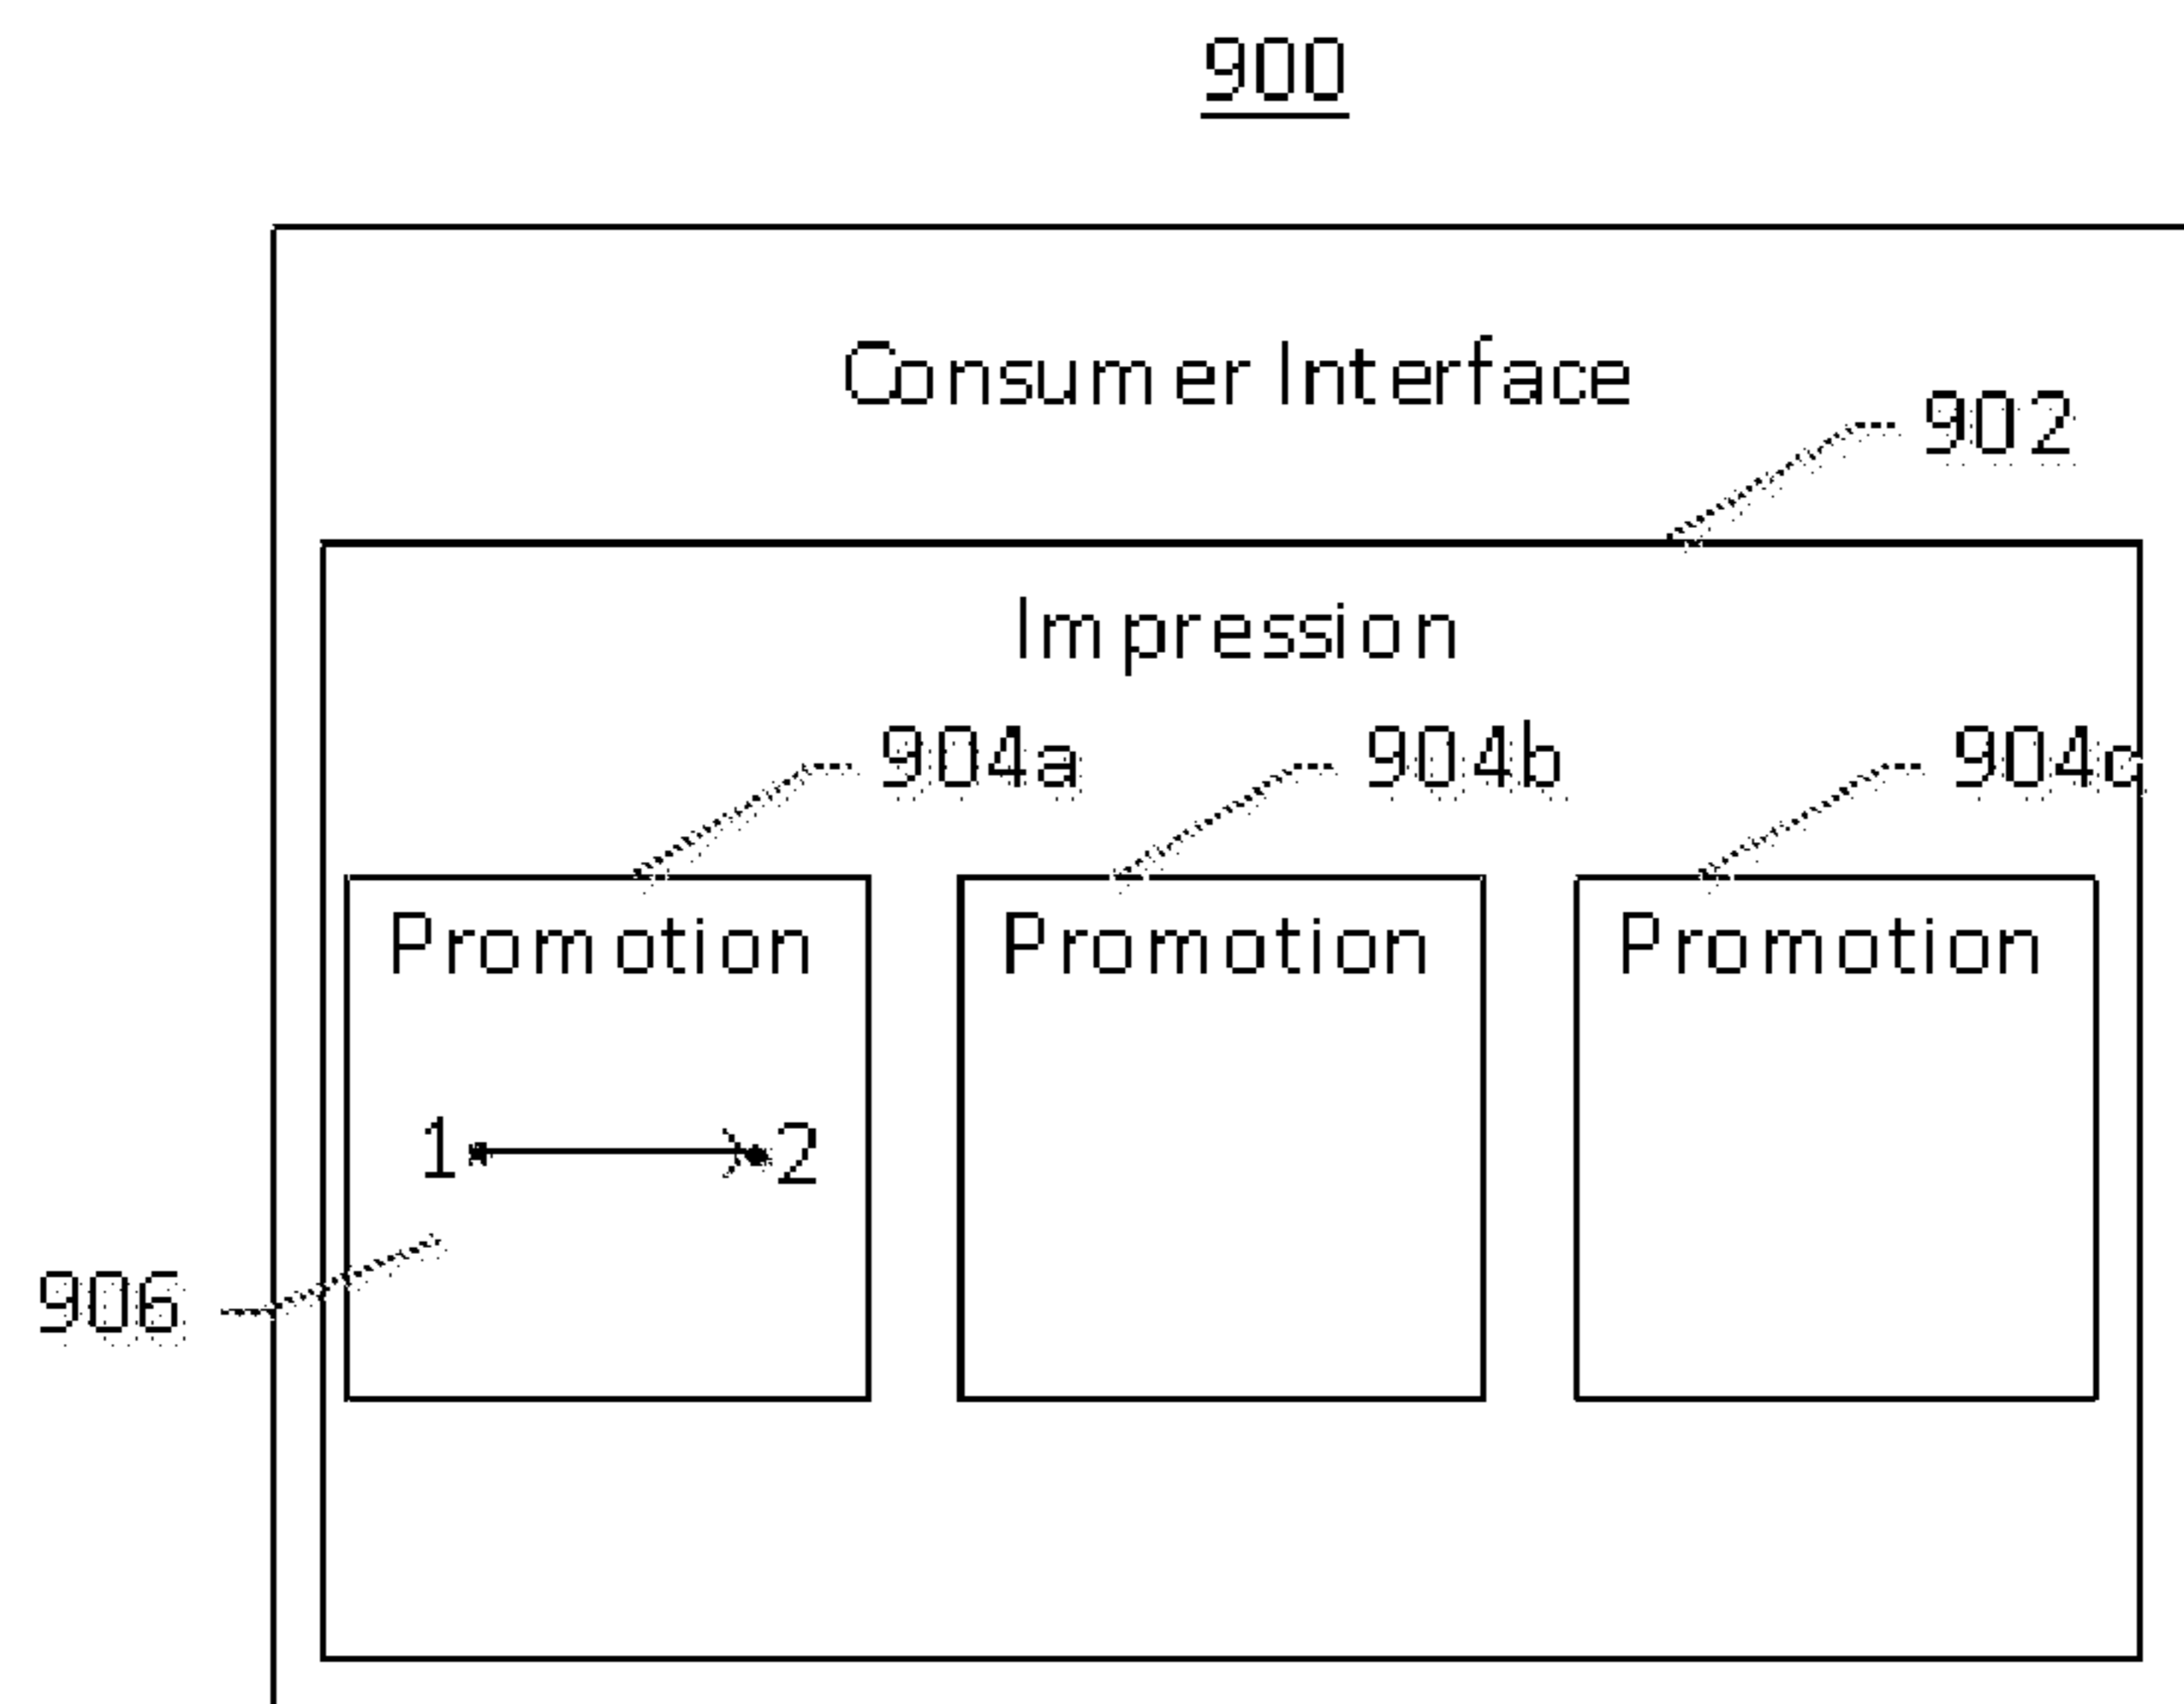 900
Consumer Interface
902
Impression
904a 904b 904c
Promotion Promotion Promotion
1 2
906